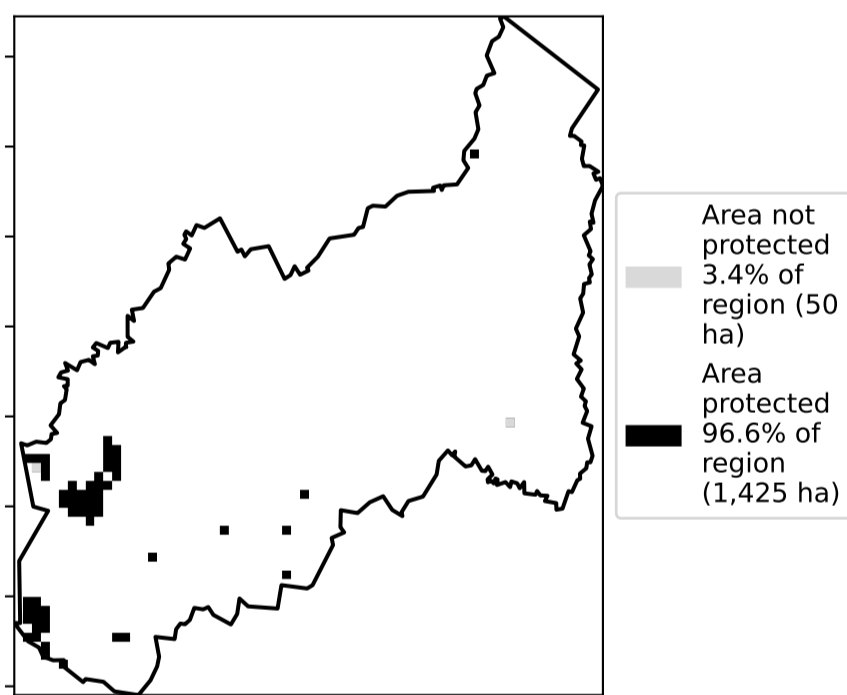 Area not
protected
3.4% of
region (50
ha)
Area
protected
96.6% of
region
(1,425 ha)